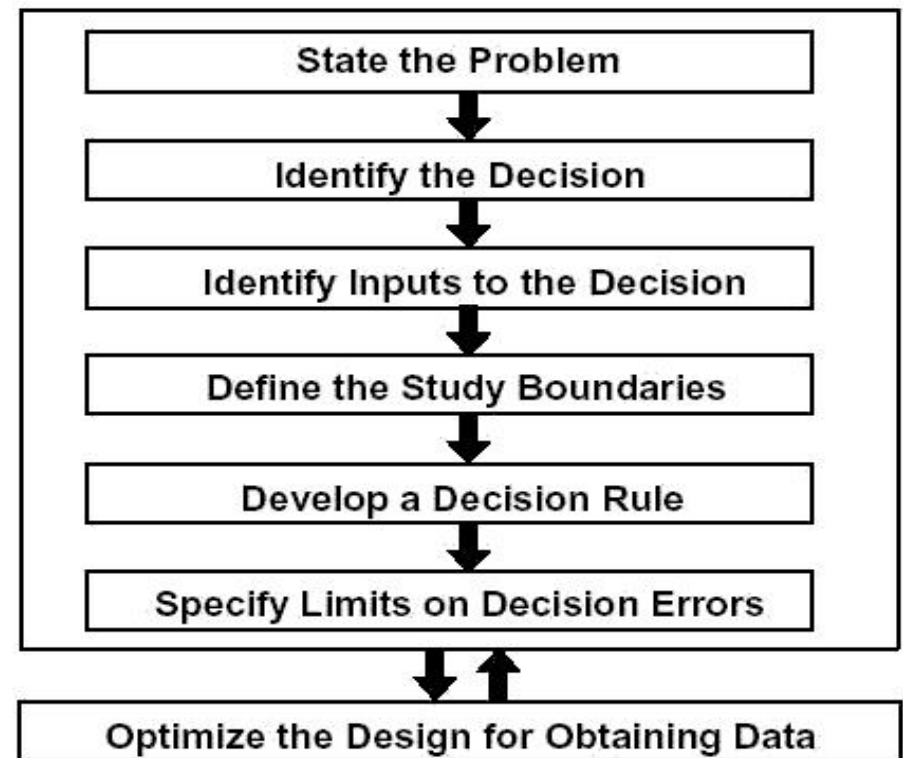 State the Problem
Identify the Decision
Identify Inputs to the Decision
Define the Study Boundaries
Develop a Decision Rule
Specify Limits on Decision Errors
Optimize the Design for Obtaining Data